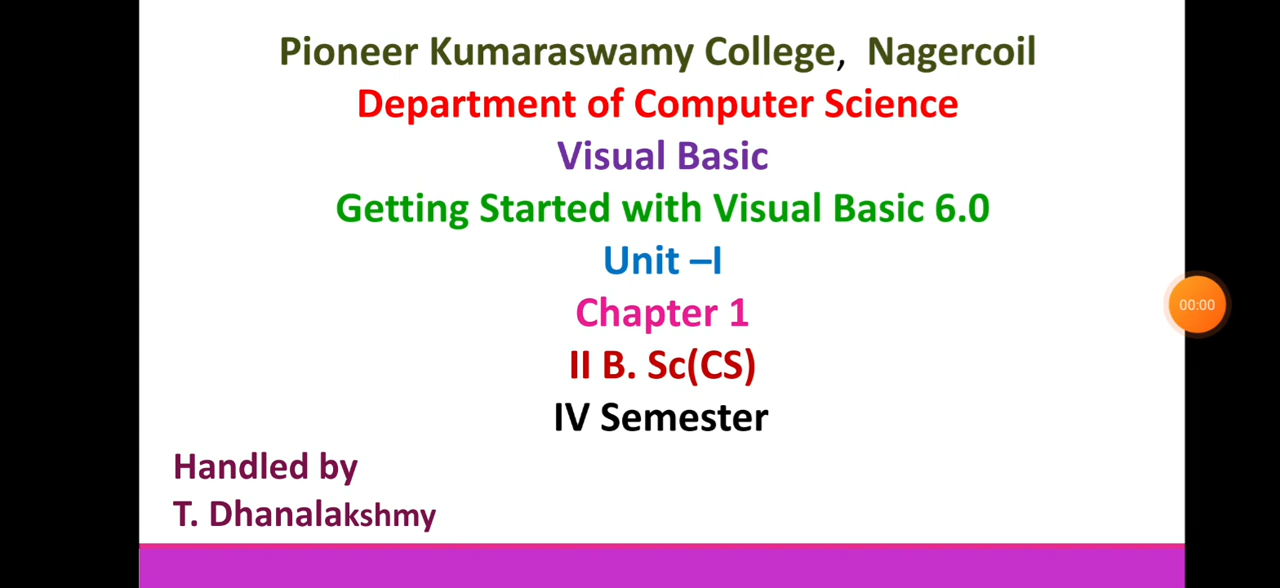 Pioneer Kumaraswamy College, Nagercoil
Department of Computer Science
Visual Basic
Getting Started with Visual Basic 6.0
Unit –I
Chapter 1
II B. Sc(CS)
IV Semester
Handled by
T. Dhanalakshmy
00:00